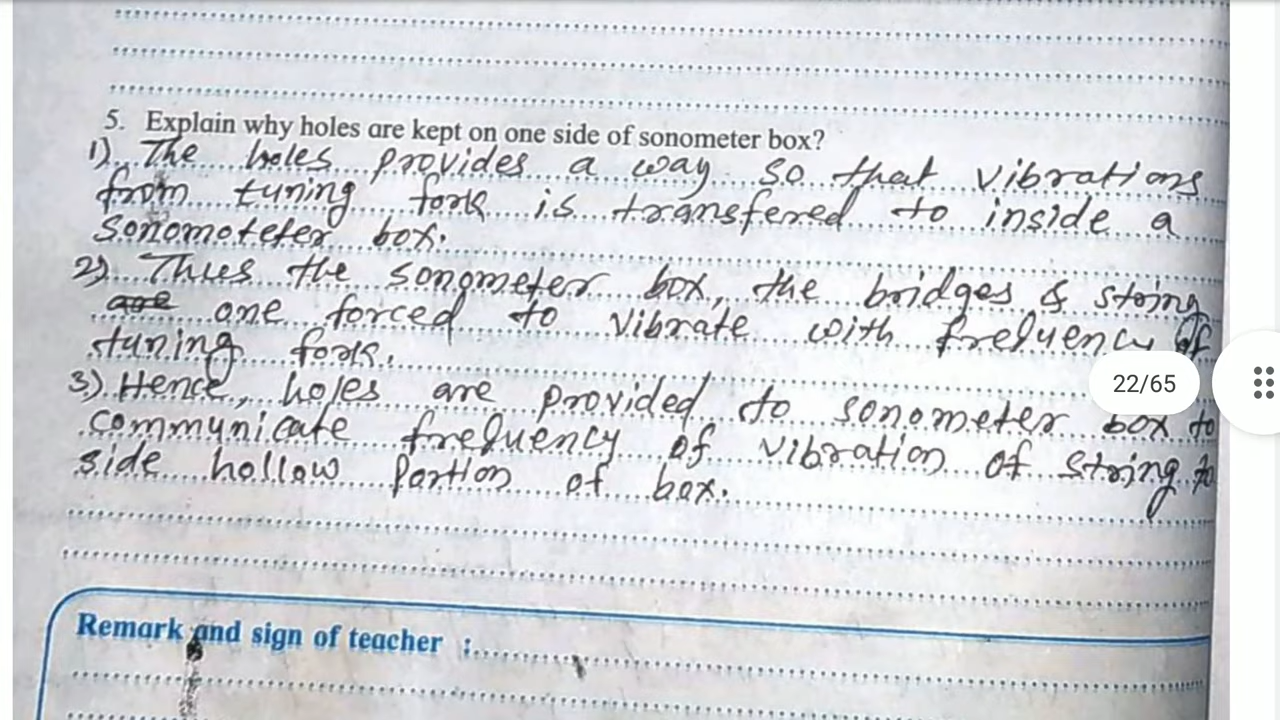 5. Explain why holes are kept on one side of sonometer box?
1) The holes provides a way so that vibrations
from tuning fork is transfered to inside a
sonometeter box.
2) Thus the sonometer box, the bridges & string
are one forced to vibrate with frequency of
tuning fork.
3) Hence, holes are provided to sonometer box to
communicate frequency of vibration of string to
side hollow portion of box.
22/65
Remark and sign of teacher :